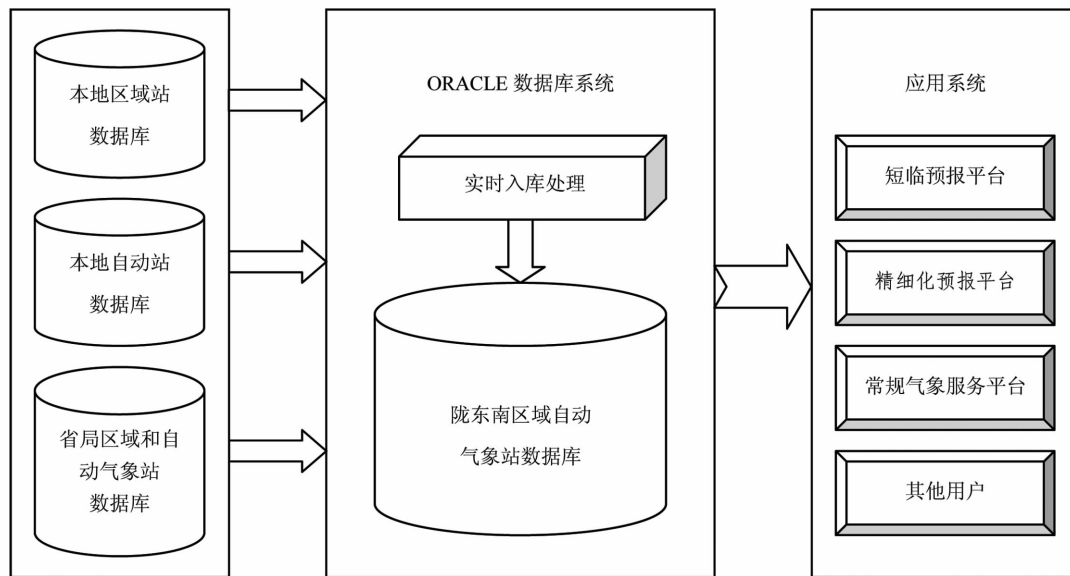 本地区域站
数据库
本地自动站
数据库
省局区域和自
动气象站
数据库
ORACLE 数据库系统
实时入库处理
陇东南区域自动
气象站数据库
应用系统
短临预报平台
精细化预报平台
常规气象服务平台
其他用户